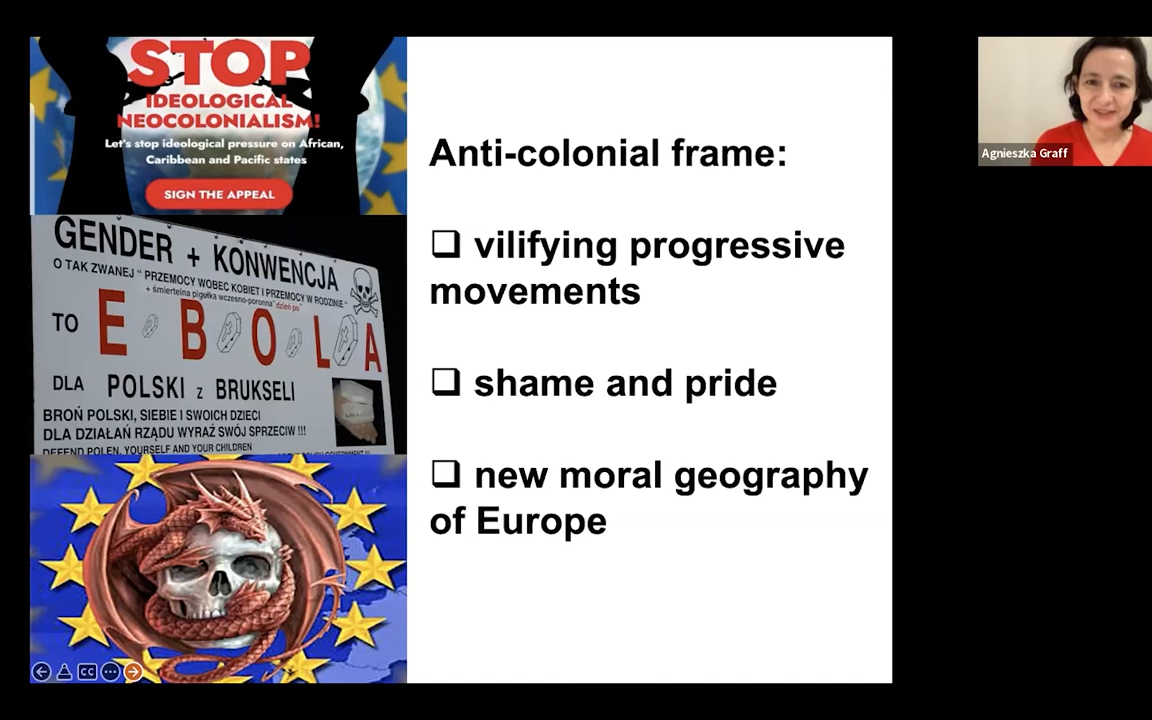 STOP
IDEOLOGICAL
NEOCOLONIALISM!
Let's stop ideological pressure on African,
Caribbean and Pacific states
SIGN THE APPEAL
GENDER + KONWENCJA
O TAK ZWANEJ " PRZEMOCY WOBEC KOBIET I PRZEMOCY W RODZINIE "
+ śmiertelna pigułka wczesno-poronna "dzień po"
TO E B O L A
DLA POLSKI z BRUKSELI
BROŃ POLSKI, SIEBIE I SWOICH DZIECI
DLA DZIAŁAŃ RZĄDU WYRAŹ SWÓJ SPRZECIW !!!
DEFEND POLEN, YOURSELF AND YOUR CHILDREN
Anti-colonial frame:
❑ vilifying progressive
movements
❑ shame and pride
❑ new moral geography
of Europe
Agnieszka Graff
CC